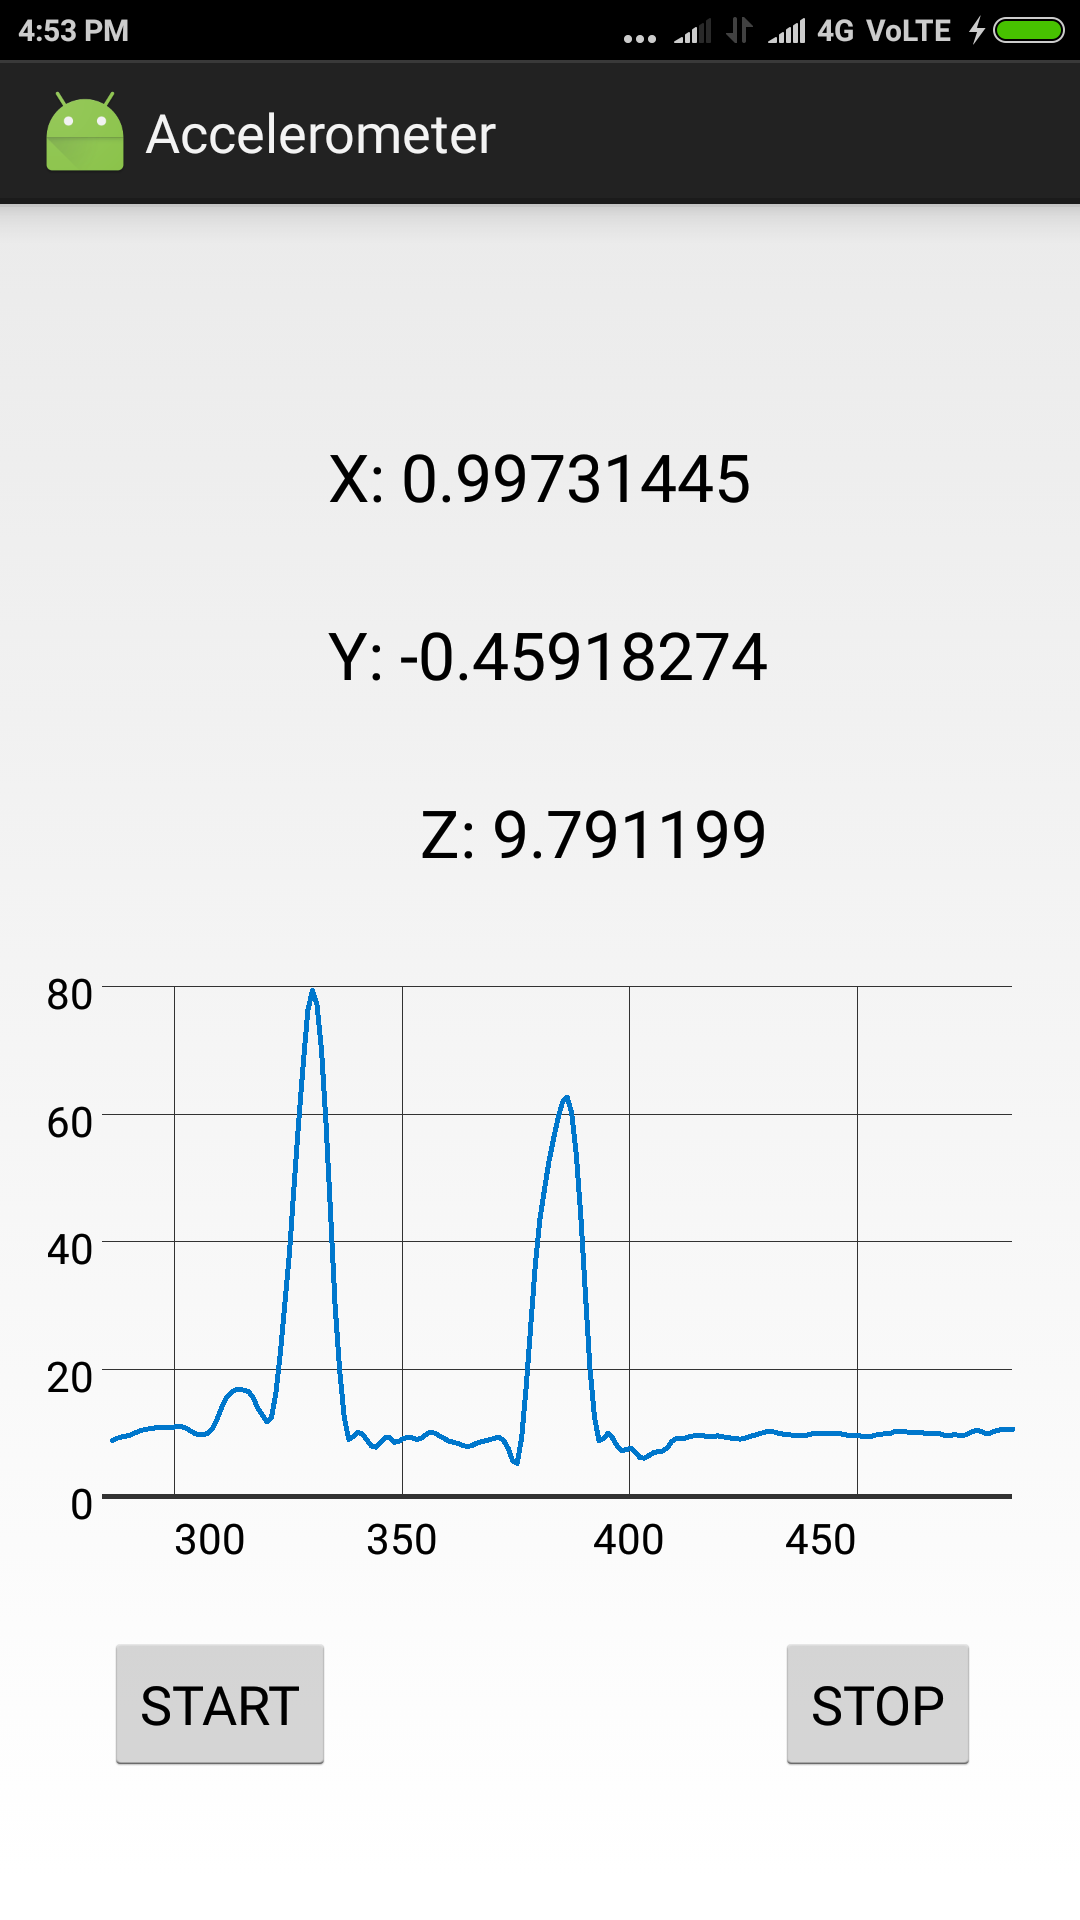 4:53 PM ... 4G VoLTE
Accelerometer
X: 0.99731445
Y: -0.45918274
Z: 9.791199
80
60
40
20
0
300 350 400 450
START STOP